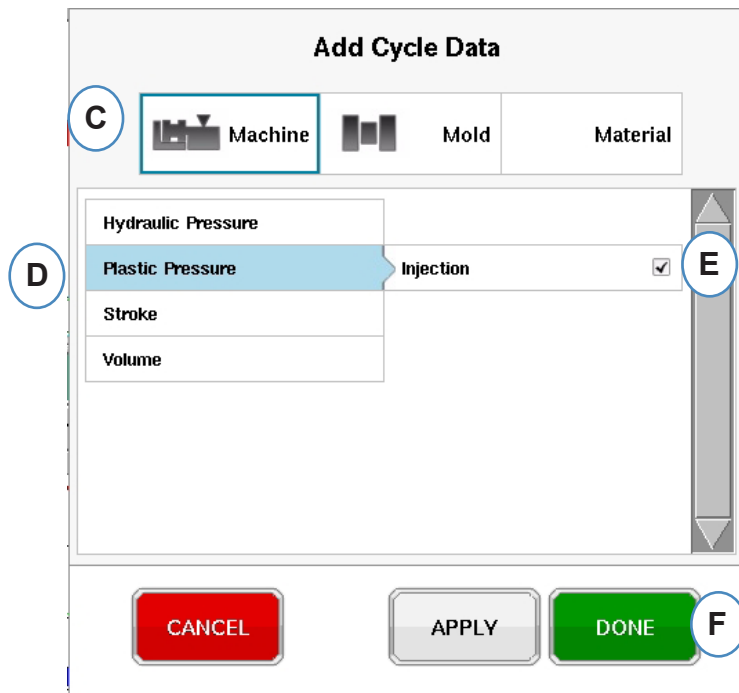 Add Cycle Data
C
Machine
Mold
Material
Hydraulic Pressure
D
Plastic Pressure
Injection
E
Stroke
Volume
CANCEL
APPLY
DONE
F